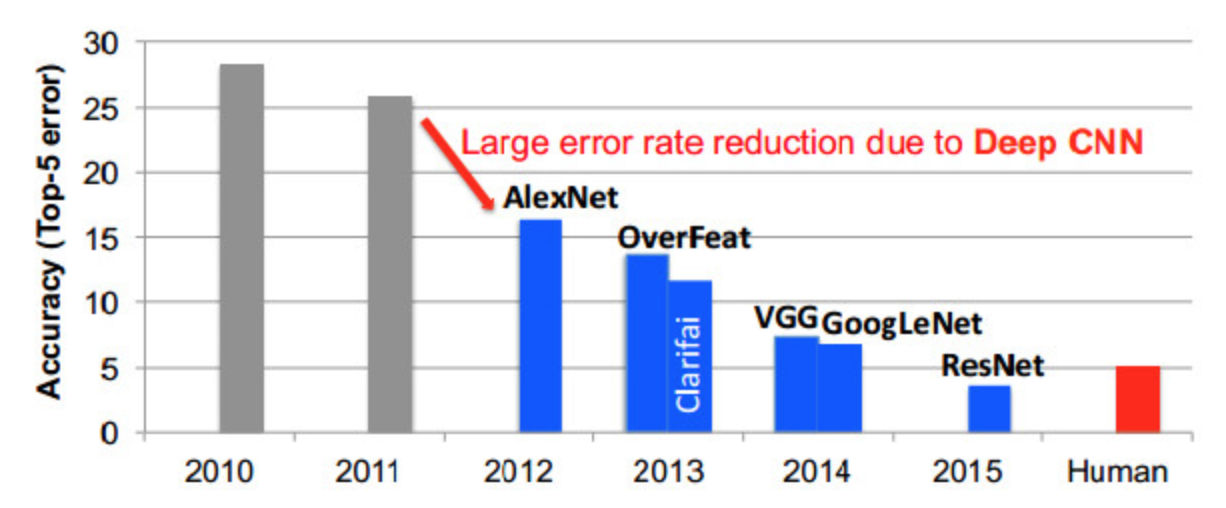 Accuracy (Top-5 error)
30
25
20
15
10
5
0
Large error rate reduction due to Deep CNN
AlexNet
OverFeat
Clarifai
VGG
GoogLeNet
ResNet
2010 2011 2012 2013 2014 2015 Human